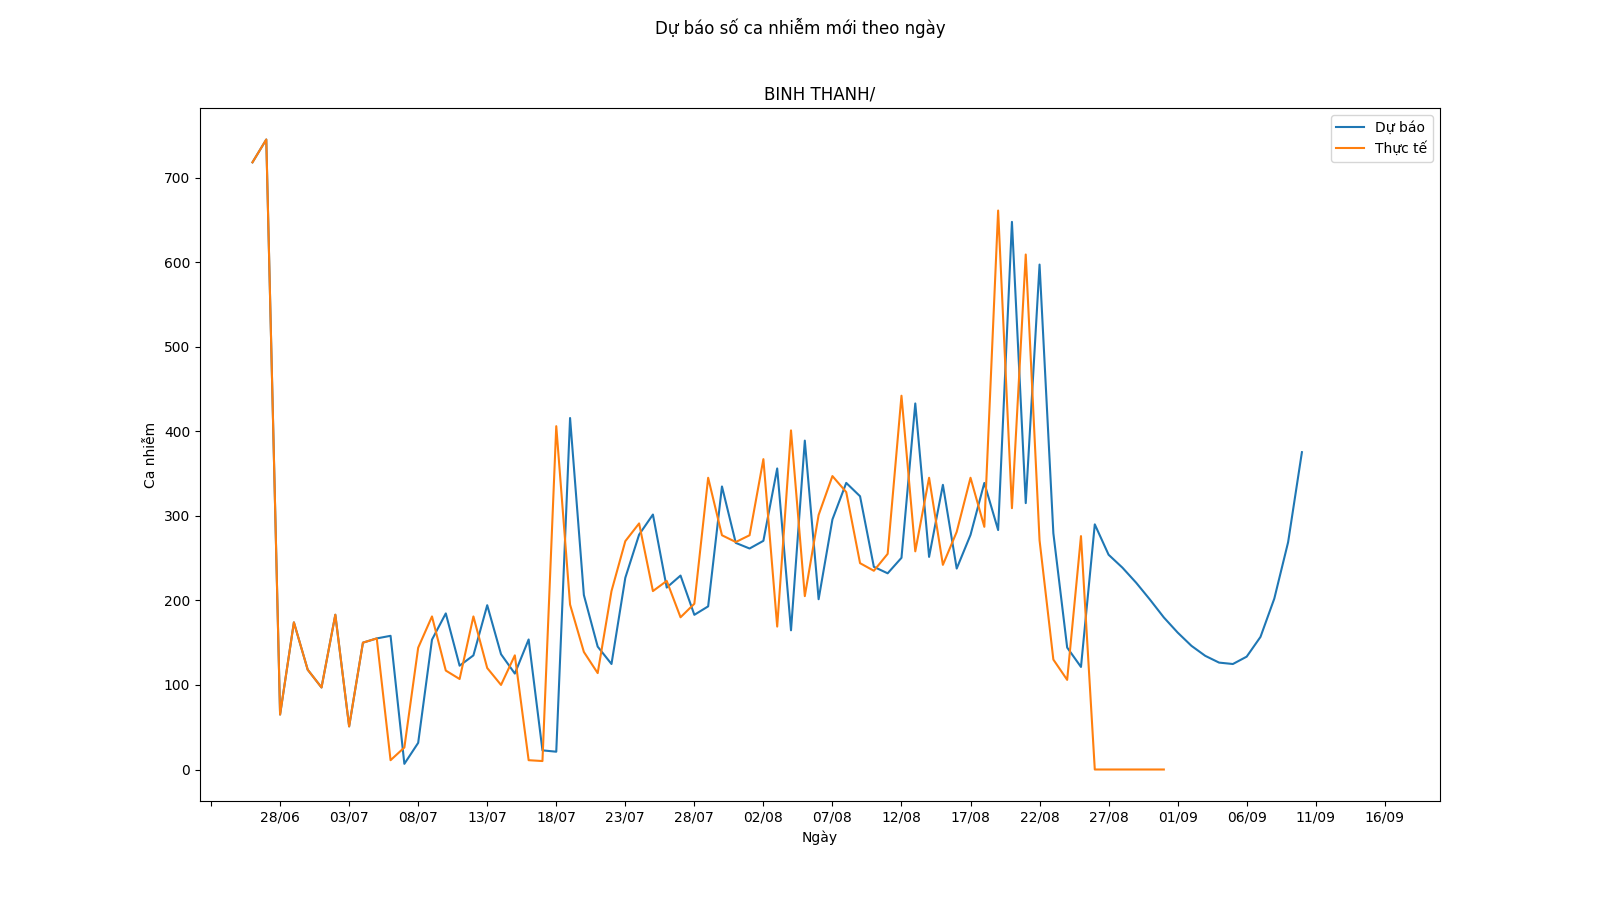 Dự báo số ca nhiễm mới theo ngày
BINH THANH/
Dự báo
Thực tế
700
600
500
400
300
200
100
0
Ca nhiễm
28/06 03/07 08/07 13/07 18/07 23/07 28/07 02/08 07/08 12/08 17/08 22/08 27/08 01/09 06/09 11/09 16/09
Ngày